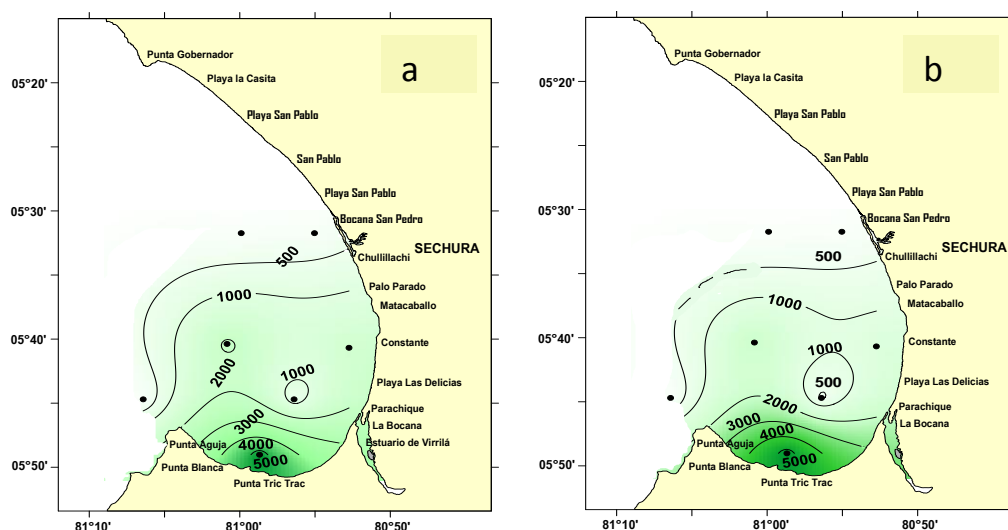 a
Punta Gobernador
05°20'
Playa la Casita
Playa San Pablo
San Pablo
Playa San Pablo
05°30'
Bocana San Pedro
SECHURA
500
Chullillachi
Palo Parado
1000
Matacaballo
05°40'
Constante
2000
1000
Playa Las Delicias
Parachique
3000
La Bocana
Punta Aguja
4000
Estuario de Virrilá
05°50'
Punta Blanca
5000
Punta Tric Trac
81°10'
81°00'
80°50'
b
Punta Gobernador
05°20'
Playa la Casita
Playa San Pablo
San Pablo
Playa San Pablo
05°30'
Bocana San Pedro
SECHURA
500
Chullillachi
Palo Parado
1000
Matacaballo
05°40'
Constante
1000
500
Playa Las Delicias
2000
Parachique
3000
La Bocana
4000
Punta Aguja
Estuario de Virrilá
05°50'
Punta Blanca
5000
Punta Tric Trac
81°10'
81°00'
80°50'